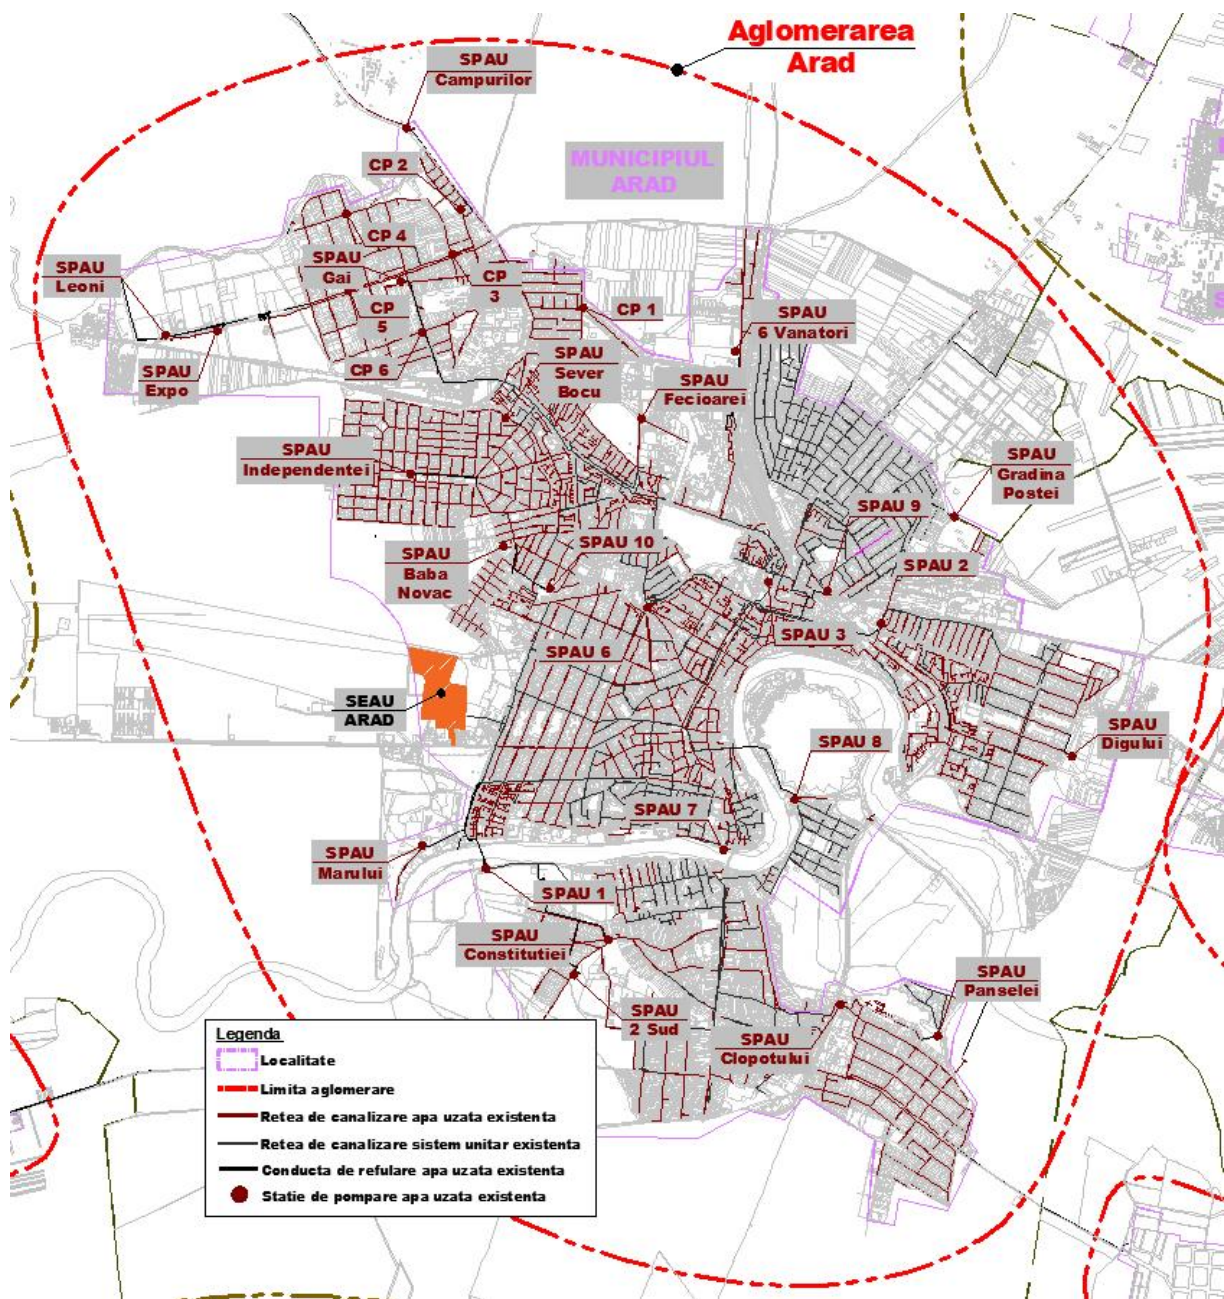 Aglomerarea
Arad
SPAU
Campurilor
MUNICIPIUL
ARAD
CP 2
CP 4
SPAU
Gai
SPAU
Leoni
CP
3
CP
5
CP 1
SPAU
6 Vanatori
SPAU
Expo
CP 6
SPAU
Sever
Bocu
SPAU
Fecioarei
SPAU
Independentei
SPAU
Gradina
Postei
SPAU 9
SPAU 10
SPAU
Baba
Novac
SPAU 2
SPAU 3
SPAU 6
SEAU
ARAD
SPAU
Digului
SPAU 8
SPAU 7
SPAU
Marului
SPAU 1
SPAU
Constitutiei
SPAU
Panselei
SPAU
2 Sud
SPAU
Clopotului
Legenda
Localitate
Limita aglomerare
Retea de canalizare apa uzata existenta
Retea de canalizare sistem unitar existenta
Conducta de refulare apa uzata existenta
Statie de pompare apa uzata existenta